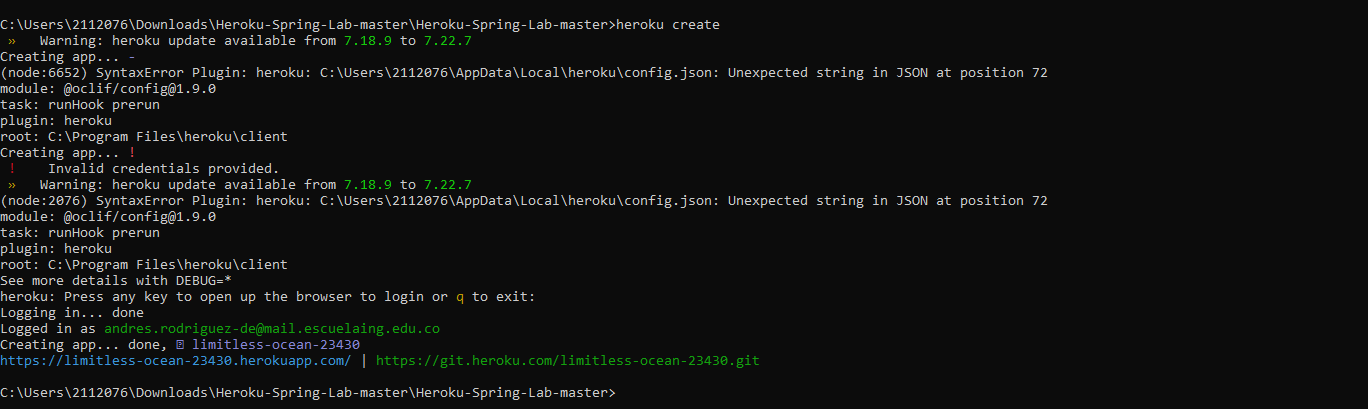 C:\Users\2112076\Downloads\Heroku-Spring-Lab-master\Heroku-Spring-Lab-master>heroku create
» Warning: heroku update available from 7.18.9 to 7.22.7
Creating app... -
(node:6652) SyntaxError Plugin: heroku: C:\Users\2112076\AppData\Local\heroku\config.json: Unexpected string in JSON at position 72
module: @oclif/config@1.9.0
task: runHook prerun
plugin: heroku
root: C:\Program Files\heroku\client
Creating app... !
! Invalid credentials provided.
» Warning: heroku update available from 7.18.9 to 7.22.7
(node:2076) SyntaxError Plugin: heroku: C:\Users\2112076\AppData\Local\heroku\config.json: Unexpected string in JSON at position 72
module: @oclif/config@1.9.0
task: runHook prerun
plugin: heroku
root: C:\Program Files\heroku\client
See more details with DEBUG=*
heroku: Press any key to open up the browser to login or q to exit:
Logging in... done
Logged in as andres.rodriguez-de@mail.escuelaing.edu.co
Creating app... done, ⍰ limitless-ocean-23430
https://limitless-ocean-23430.herokuapp.com/ | https://git.heroku.com/limitless-ocean-23430.git
C:\Users\2112076\Downloads\Heroku-Spring-Lab-master\Heroku-Spring-Lab-master>